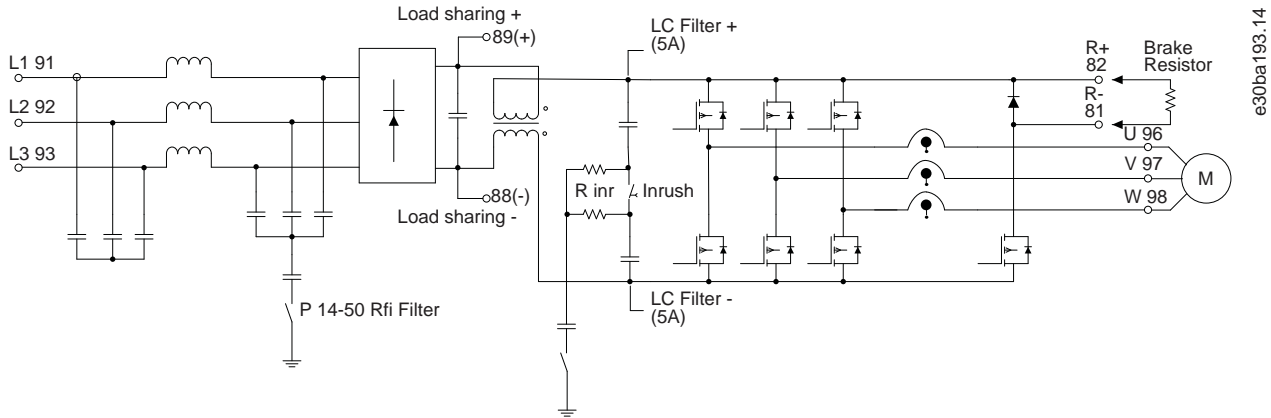 Load sharing +
89(+)
LC Filter +
(5A)
L1 91
L2 92
L3 93
R+
82
Brake
Resistor
R-
81
U 96
V 97
W 98
M
R inr
Inrush
88(-)
Load sharing -
LC Filter -
(5A)
P 14-50 Rfi Filter
e30ba193.14